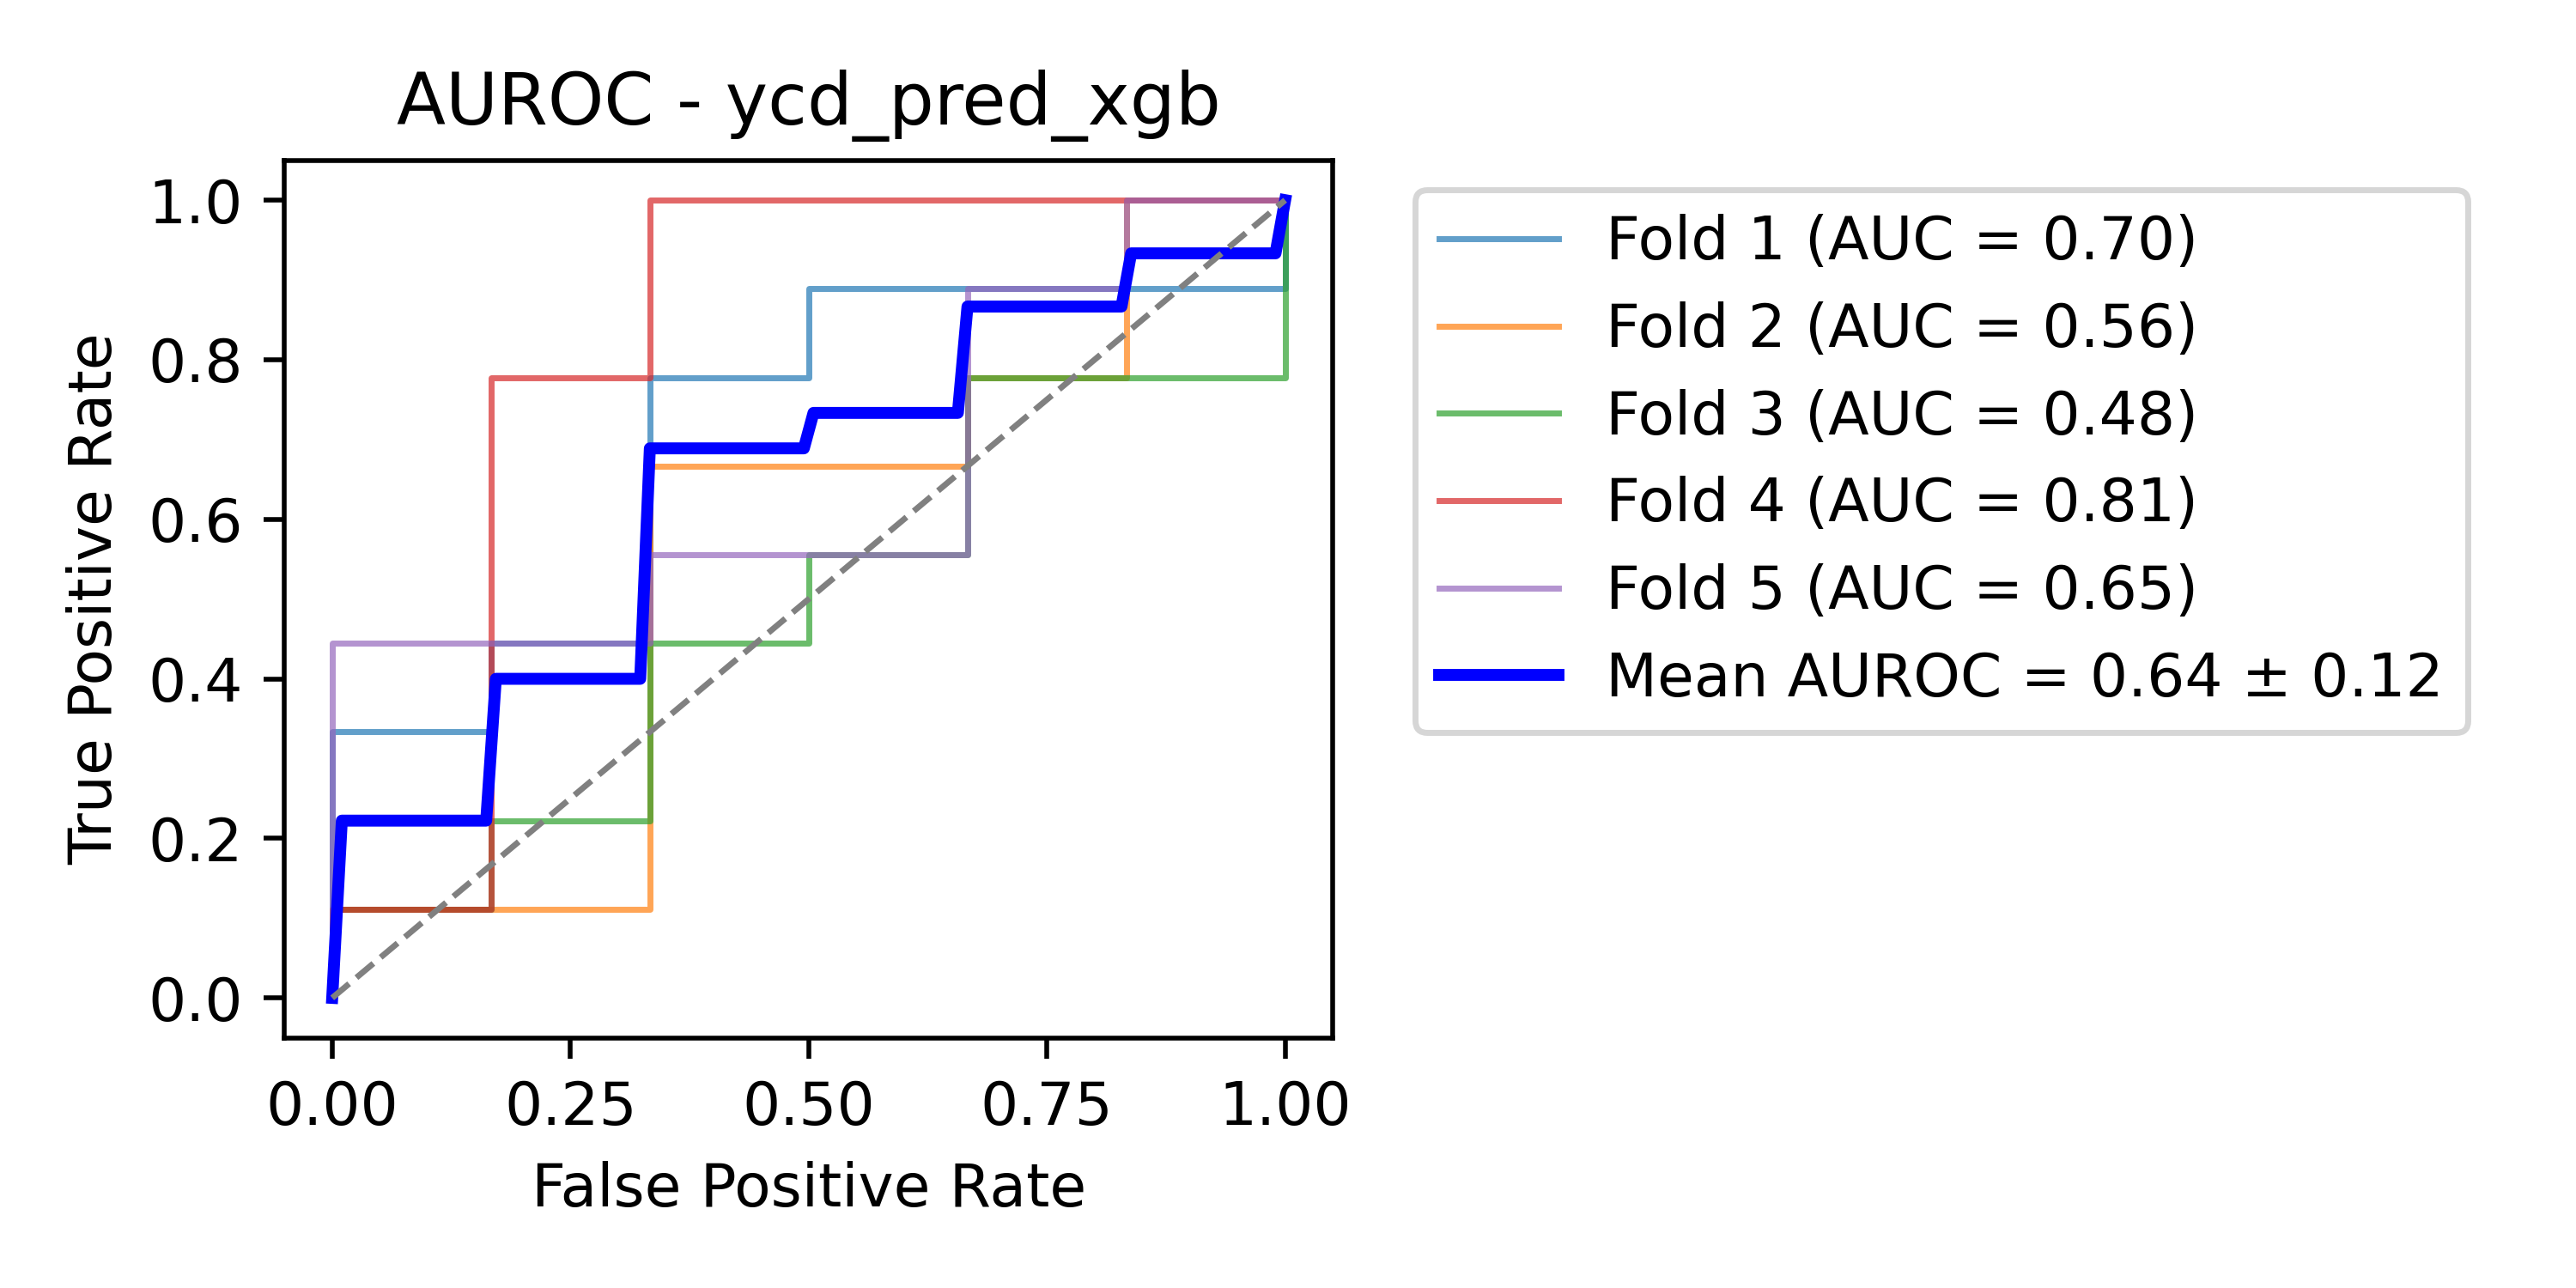 AUROC - ycd_pred_xgb
True Positive Rate
1.0
0.8
0.6
0.4
0.2
0.0
0.00 0.25 0.50 0.75 1.00
False Positive Rate
Fold 1 (AUC = 0.70)
Fold 2 (AUC = 0.56)
Fold 3 (AUC = 0.48)
Fold 4 (AUC = 0.81)
Fold 5 (AUC = 0.65)
Mean AUROC = 0.64 ± 0.12